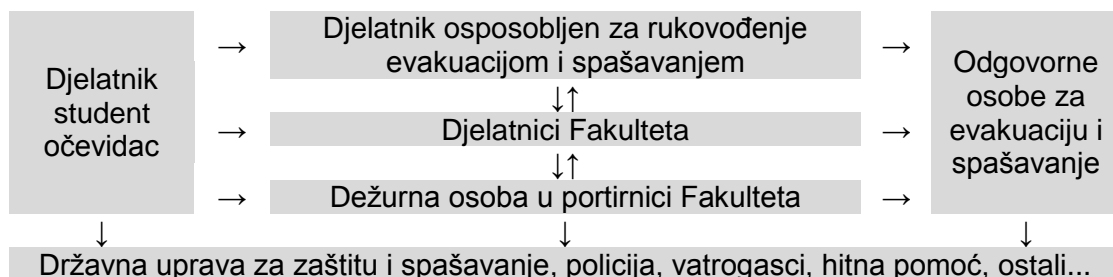 Djelatnik
student
očevidac
→
Djelatnik osposobljen za rukovođenje
evakuacijom i spašavanjem
→
↓↑
→
Djelatnici Fakulteta
→
↓↑
→
Dežurna osoba u portirnici Fakulteta
→
Odgovorne
osobe za
evakuaciju i
spašavanje
↓
↓
↓
Državna uprava za zaštitu i spašavanje, policija, vatrogasci, hitna pomoć, ostali...